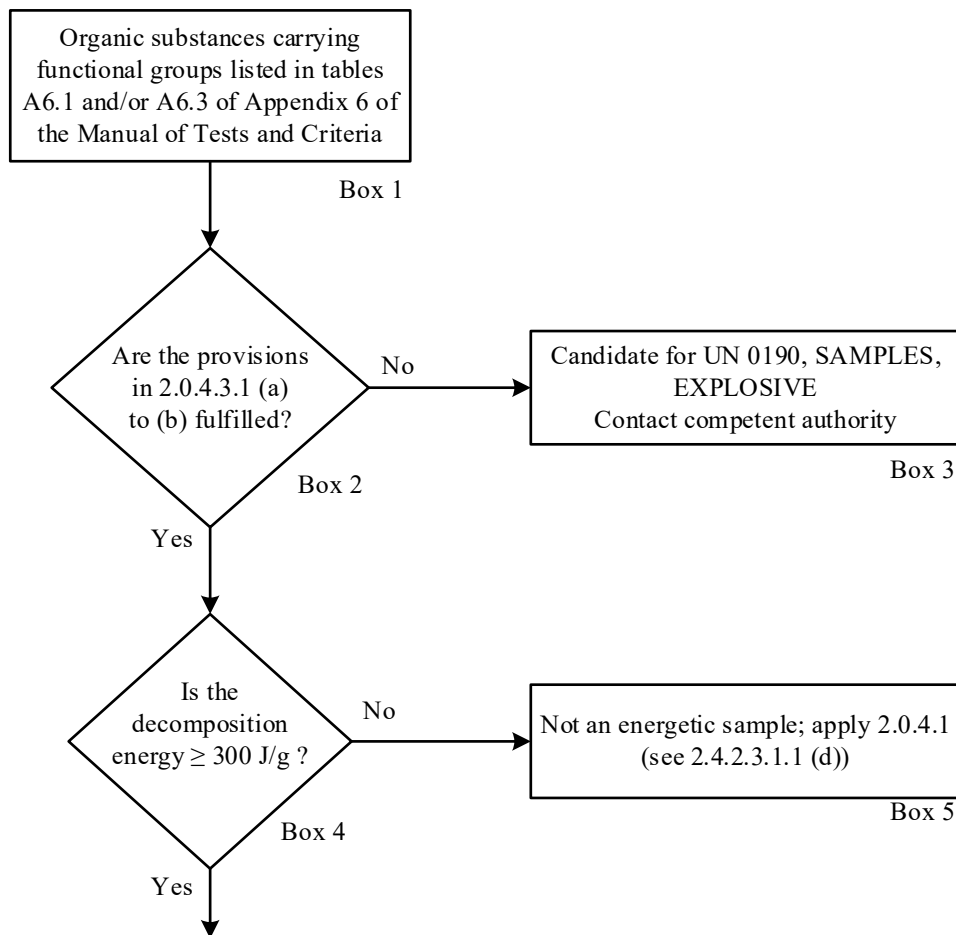 Organic substances carrying
functional groups listed in tables
A6.1 and/or A6.3 of Appendix 6 of
the Manual of Tests and Criteria
Box 1
Are the provisions
in 2.0.4.3.1 (a)
to (b) fulfilled?
No
Candidate for UN 0190, SAMPLES,
EXPLOSIVE
Contact competent authority
Box 3
Box 2
Yes
Is the
decomposition
energy ≥ 300 J/g ?
No
Not an energetic sample; apply 2.0.4.1
(see 2.4.2.3.1.1 (d))
Box 5
Box 4
Yes